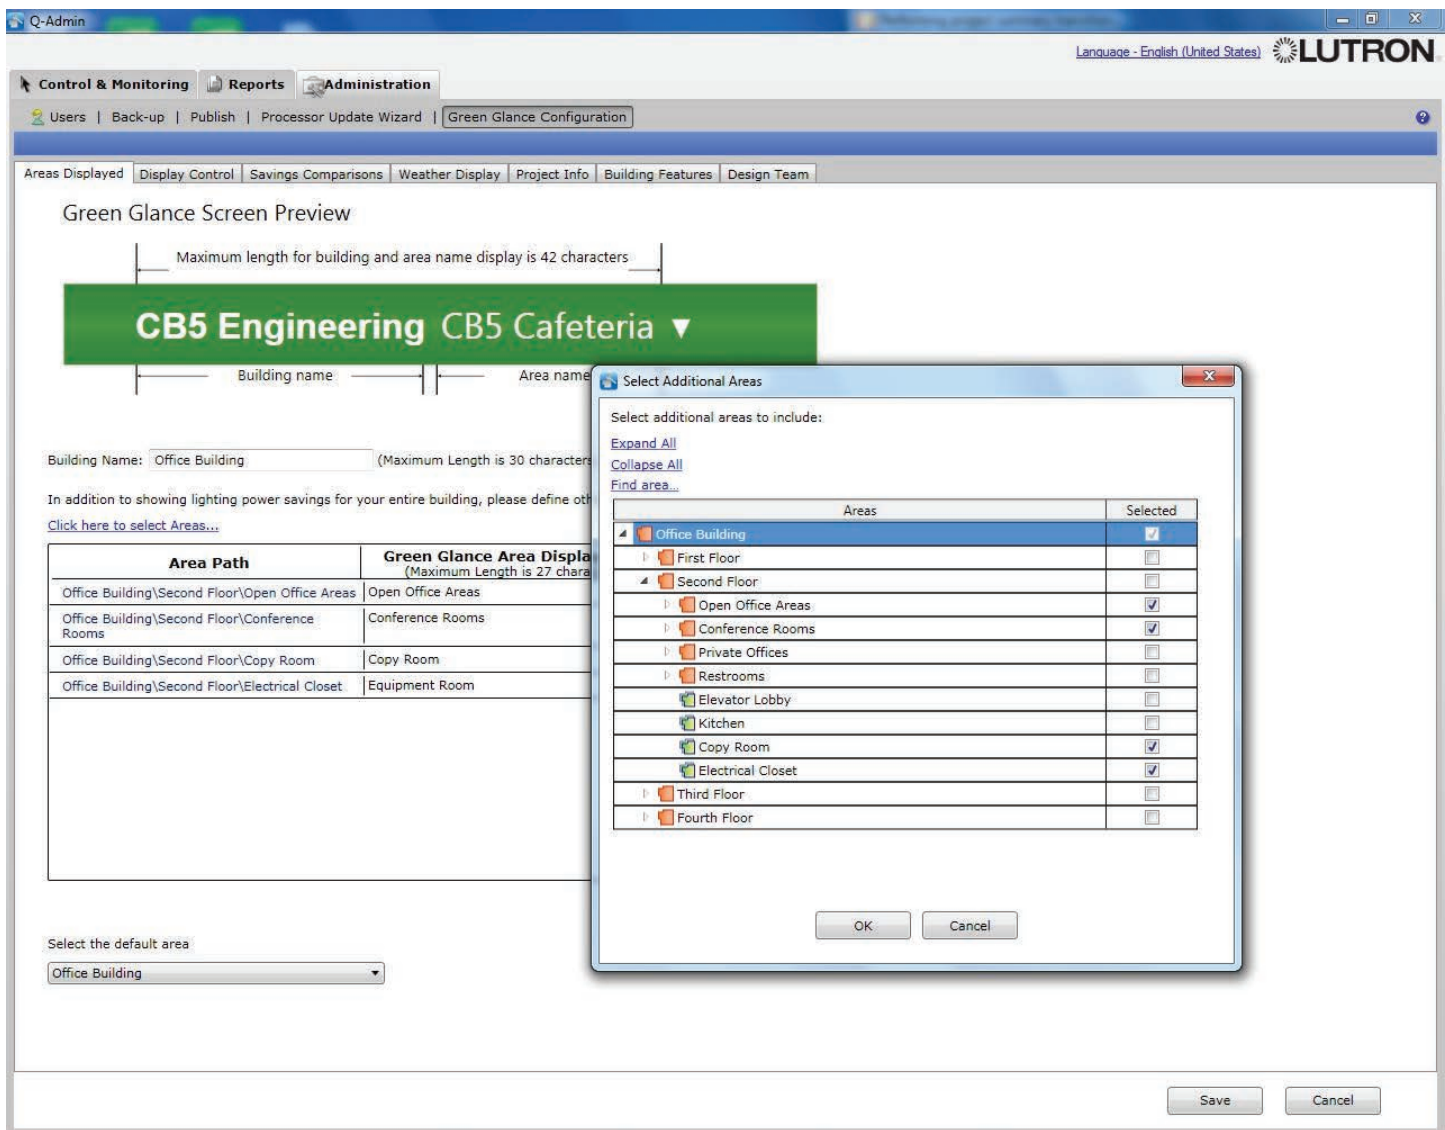 Q-Admin
Language - English (United States)
LUTRON
Control & Monitoring
Reports
Administration
Users | Back-up | Publish | Processor Update Wizard | Green Glance Configuration
Areas Displayed
Display Control
Savings Comparisons
Weather Display
Project Info
Building Features
Design Team
Green Glance Screen Preview
Maximum length for building and area name display is 42 characters
CB5 Engineering CB5 Cafeteria ▼
Building name
Area name
Building Name: Office Building (Maximum Length is 30 characters
In addition to showing lighting power savings for your entire building, please define oth
Click here to select Areas...
Area Path
Green Glance Area Displa
(Maximum Length is 27 chara
Office Building\Second Floor\Open Office Areas Open Office Areas
Office Building\Second Floor\Conference Conference Rooms
Rooms
Office Building\Second Floor\Copy Room Copy Room
Office Building\Second Floor\Electrical Closet Equipment Room
Select the default area
Office Building
Select Additional Areas
Select additional areas to include:
Expand All
Collapse All
Find area...
Areas Selected
Office Building
First Floor
Second Floor
Open Office Areas
Conference Rooms
Private Offices
Restrooms
Elevator Lobby
Kitchen
Copy Room
Electrical Closet
Third Floor
Fourth Floor
OK
Cancel
Save
Cancel